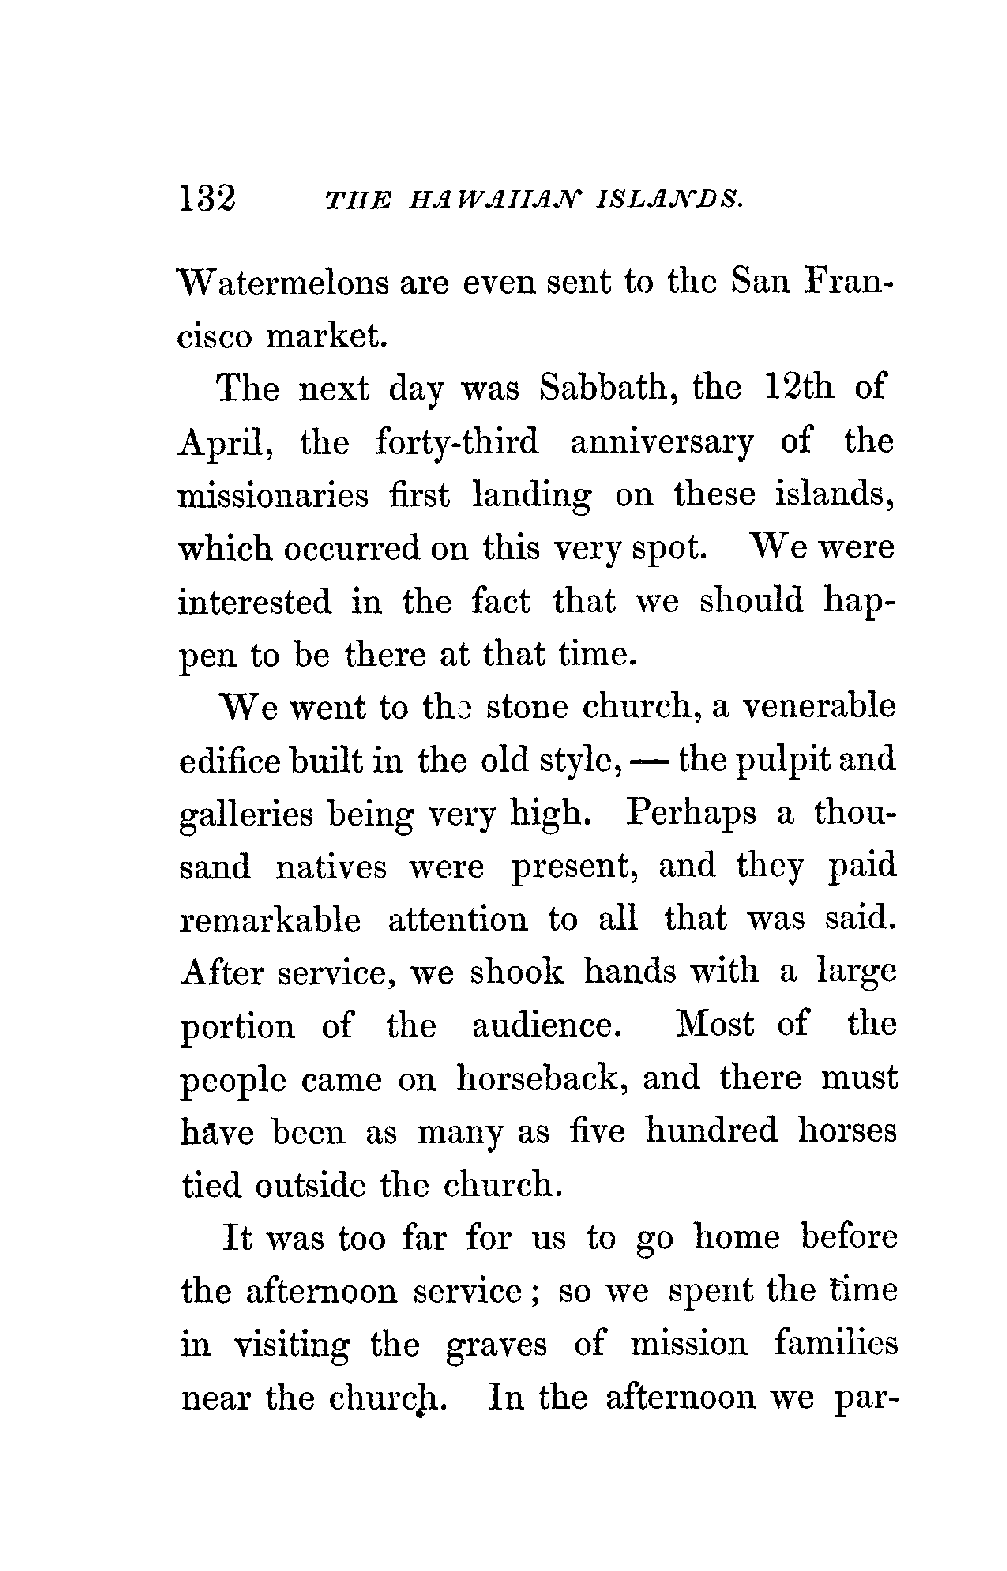 132 THE HAWAIIAN ISLANDS.
Watermelons are even sent to the San Fran-
cisco market.
The next day was Sabbath, the 12th of
April, the forty-third anniversary of the
missionaries first landing on these islands,
which occurred on this very spot. We were
interested in the fact that we should hap-
pen to be there at that time.
We went to the stone church, a venerable
edifice built in the old style, — the pulpit and
galleries being very high. Perhaps a thou-
sand natives were present, and they paid
remarkable attention to all that was said.
After service, we shook hands with a large
portion of the audience. Most of the
people came on horseback, and there must
have been as many as five hundred horses
tied outside the church.
It was too far for us to go home before
the afternoon service; so we spent the time
in visiting the graves of mission families
near the church. In the afternoon we par-